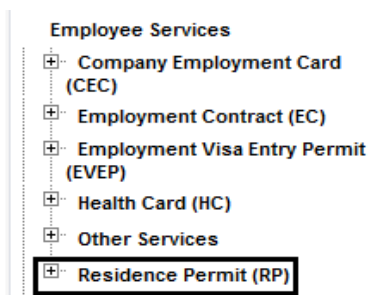 Employee Services
Company Employment Card
(CEC)
Employment Contract (EC)
Employment Visa Entry Permit
(EVEP)
Health Card (HC)
Other Services
Residence Permit (RP)